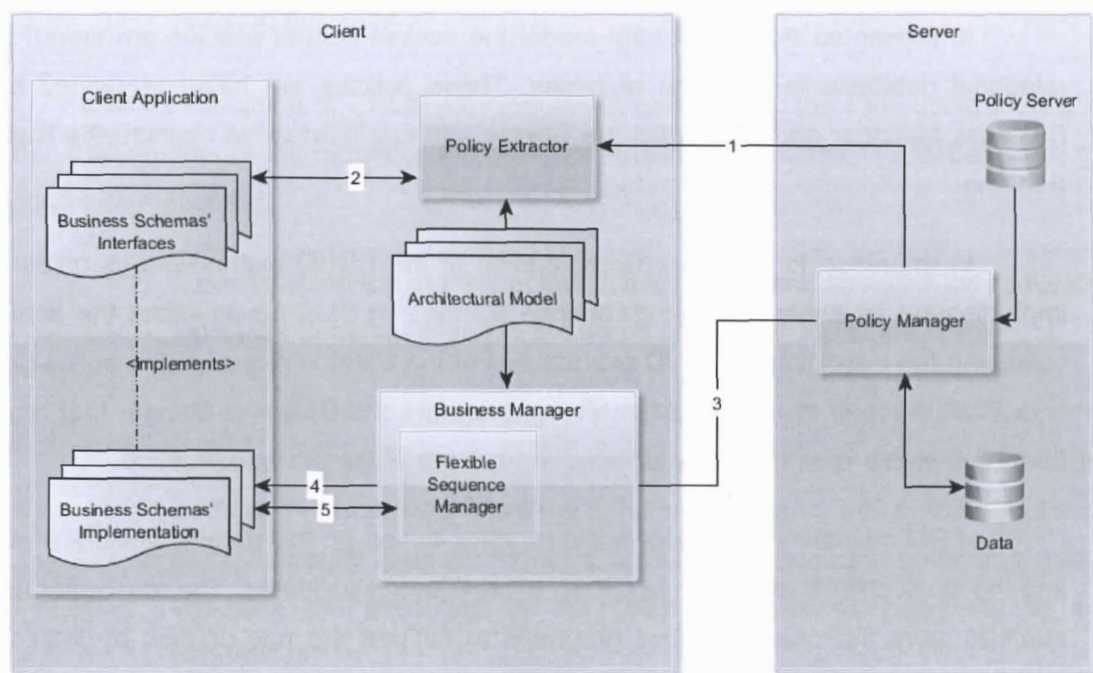 Client
Server
Client Application
Policy Extractor
Policy Server
1
2
Business Schemas'
Interfaces
Architectural Model
Policy Manager
<implements>
3
Business Manager
Flexible
Sequence
Manager
4
5
Business Schemas'
Implementation
Data